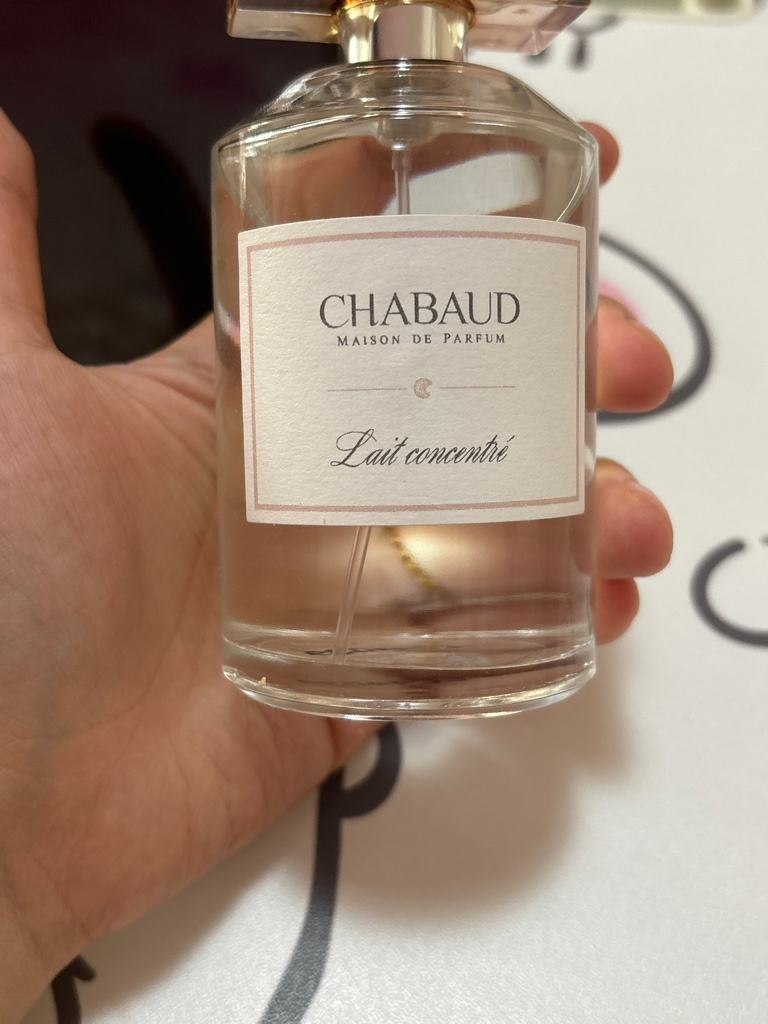 CHABAUD
MAISON DE PARFUM
Lait concentré